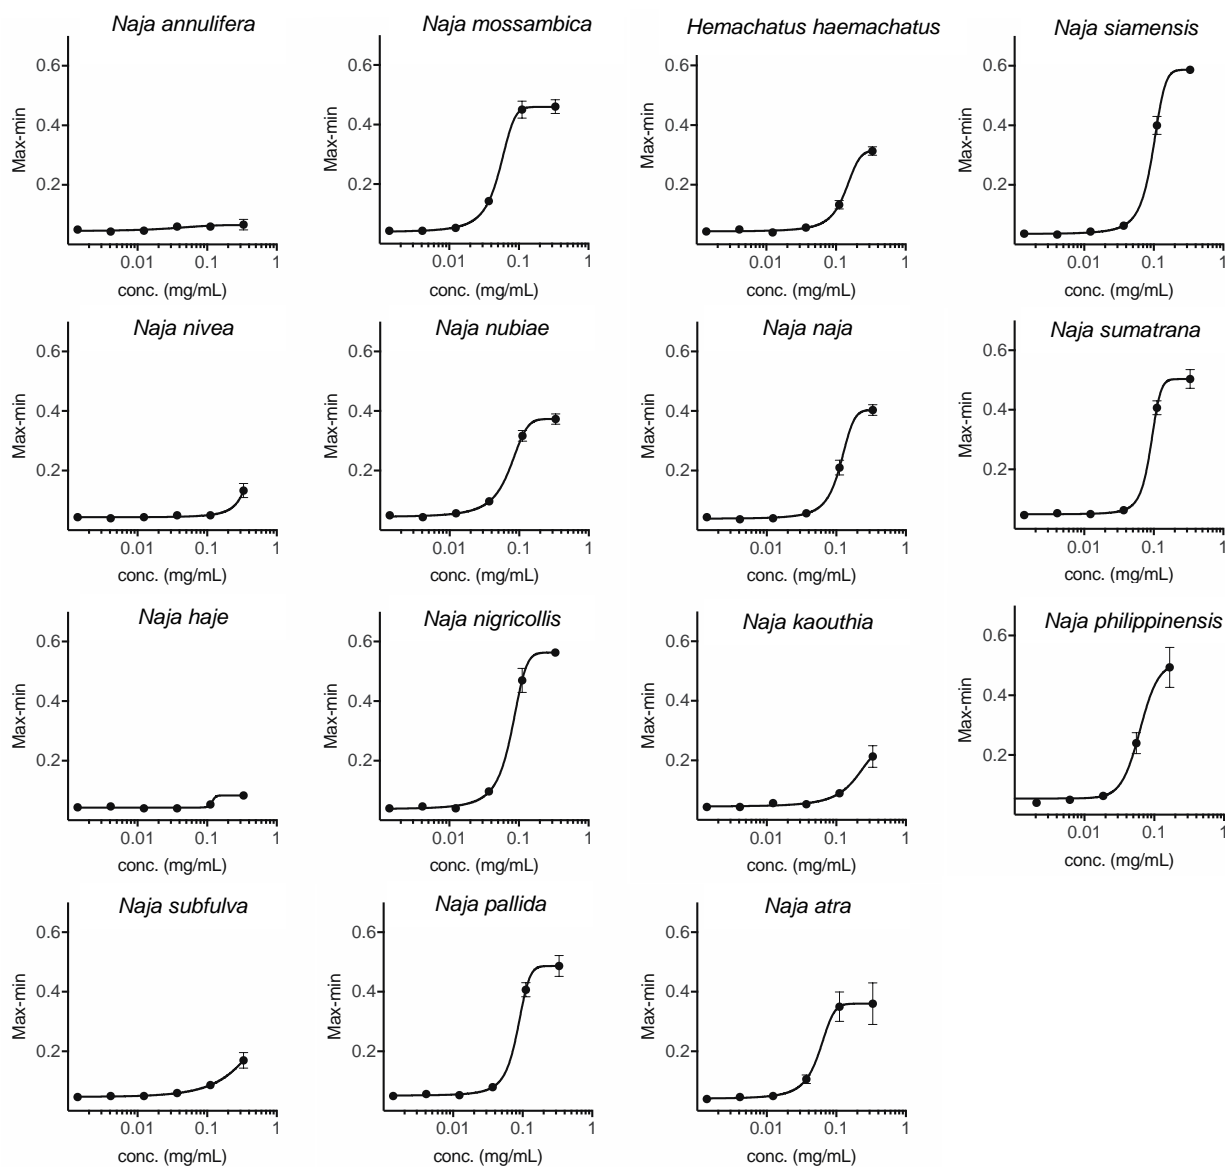 Naja annulifera
Naja mossambica
Hemachatus haemachatus
Naja siamensis
0.6
0.4
0.2
Max-min
0.01
0.1
1
conc. (mg/mL)
0.6
0.4
0.2
Max-min
0.01
0.1
1
conc. (mg/mL)
0.6
0.4
0.2
Max-min
0.01
0.1
1
conc. (mg/mL)
0.6
0.4
0.2
Max-min
0.01
0.1
1
conc. (mg/mL)
Naja nivea
Naja nubiae
Naja naja
Naja sumatrana
0.6
0.4
0.2
Max-min
0.01
0.1
1
conc. (mg/mL)
0.6
0.4
0.2
Max-min
0.01
0.1
1
conc. (mg/mL)
0.6
0.4
0.2
Max-min
0.01
0.1
1
conc. (mg/mL)
0.6
0.4
0.2
Max-min
0.01
0.1
1
conc. (mg/mL)
Naja haje
Naja nigricollis
Naja kaouthia
Naja philippinensis
0.6
0.4
0.2
Max-min
0.01
0.1
1
conc. (mg/mL)
0.6
0.4
0.2
Max-min
0.01
0.1
1
conc. (mg/mL)
0.6
0.4
0.2
Max-min
0.01
0.1
1
conc. (mg/mL)
0.6
0.4
0.2
Max-min
0.01
0.1
1
conc. (mg/mL)
Naja subfulva
Naja pallida
Naja atra
0.6
0.4
0.2
Max-min
0.01
0.1
1
conc. (mg/mL)
0.6
0.4
0.2
Max-min
0.01
0.1
1
conc. (mg/mL)
0.6
0.4
0.2
Max-min
0.01
0.1
1
conc. (mg/mL)